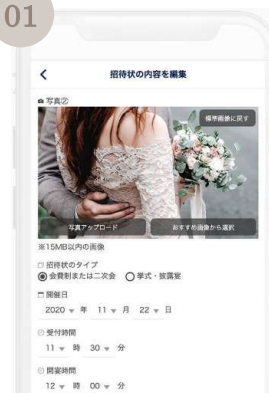 01
招待状の内容を編集
写真②
標準画像に戻す
写真アップロード
おすすめ画像から選択
※15MB以内の画像
招待状のタイプ
会費制または二次会 挙式・披露宴
開催日
2020 年 11 月 22 日
受付時間
11 時 30 分
開宴時間
12 時 00 分